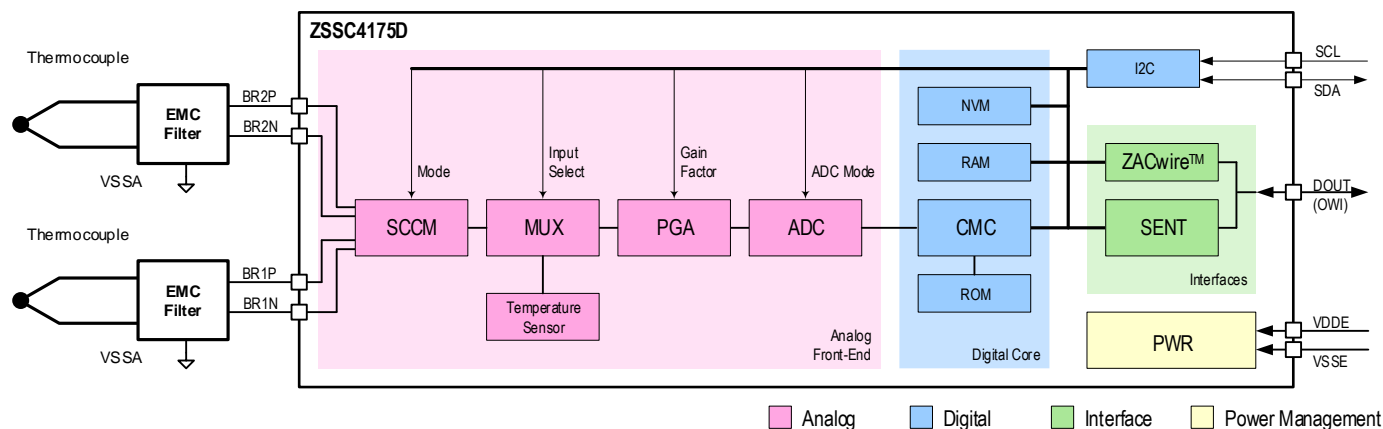 ZSSC4175D
Thermocouple
EMC
Filter
BR2P
BR2N
VSSA
Thermocouple
EMC
Filter
BR1P
BR1N
VSSA
Mode
Input
Select
Gain
Factor
ADC Mode
SCCM
MUX
PGA
ADC
Temperature
Sensor
Analog
Front-End
NVM
RAM
CMC
ROM
Digital Core
I2C
ZACwire™
SENT
Interfaces
PWR
SCL
SDA
DOUT
(OWI)
VDDE
VSSE
Analog
Digital
Interface
Power Management